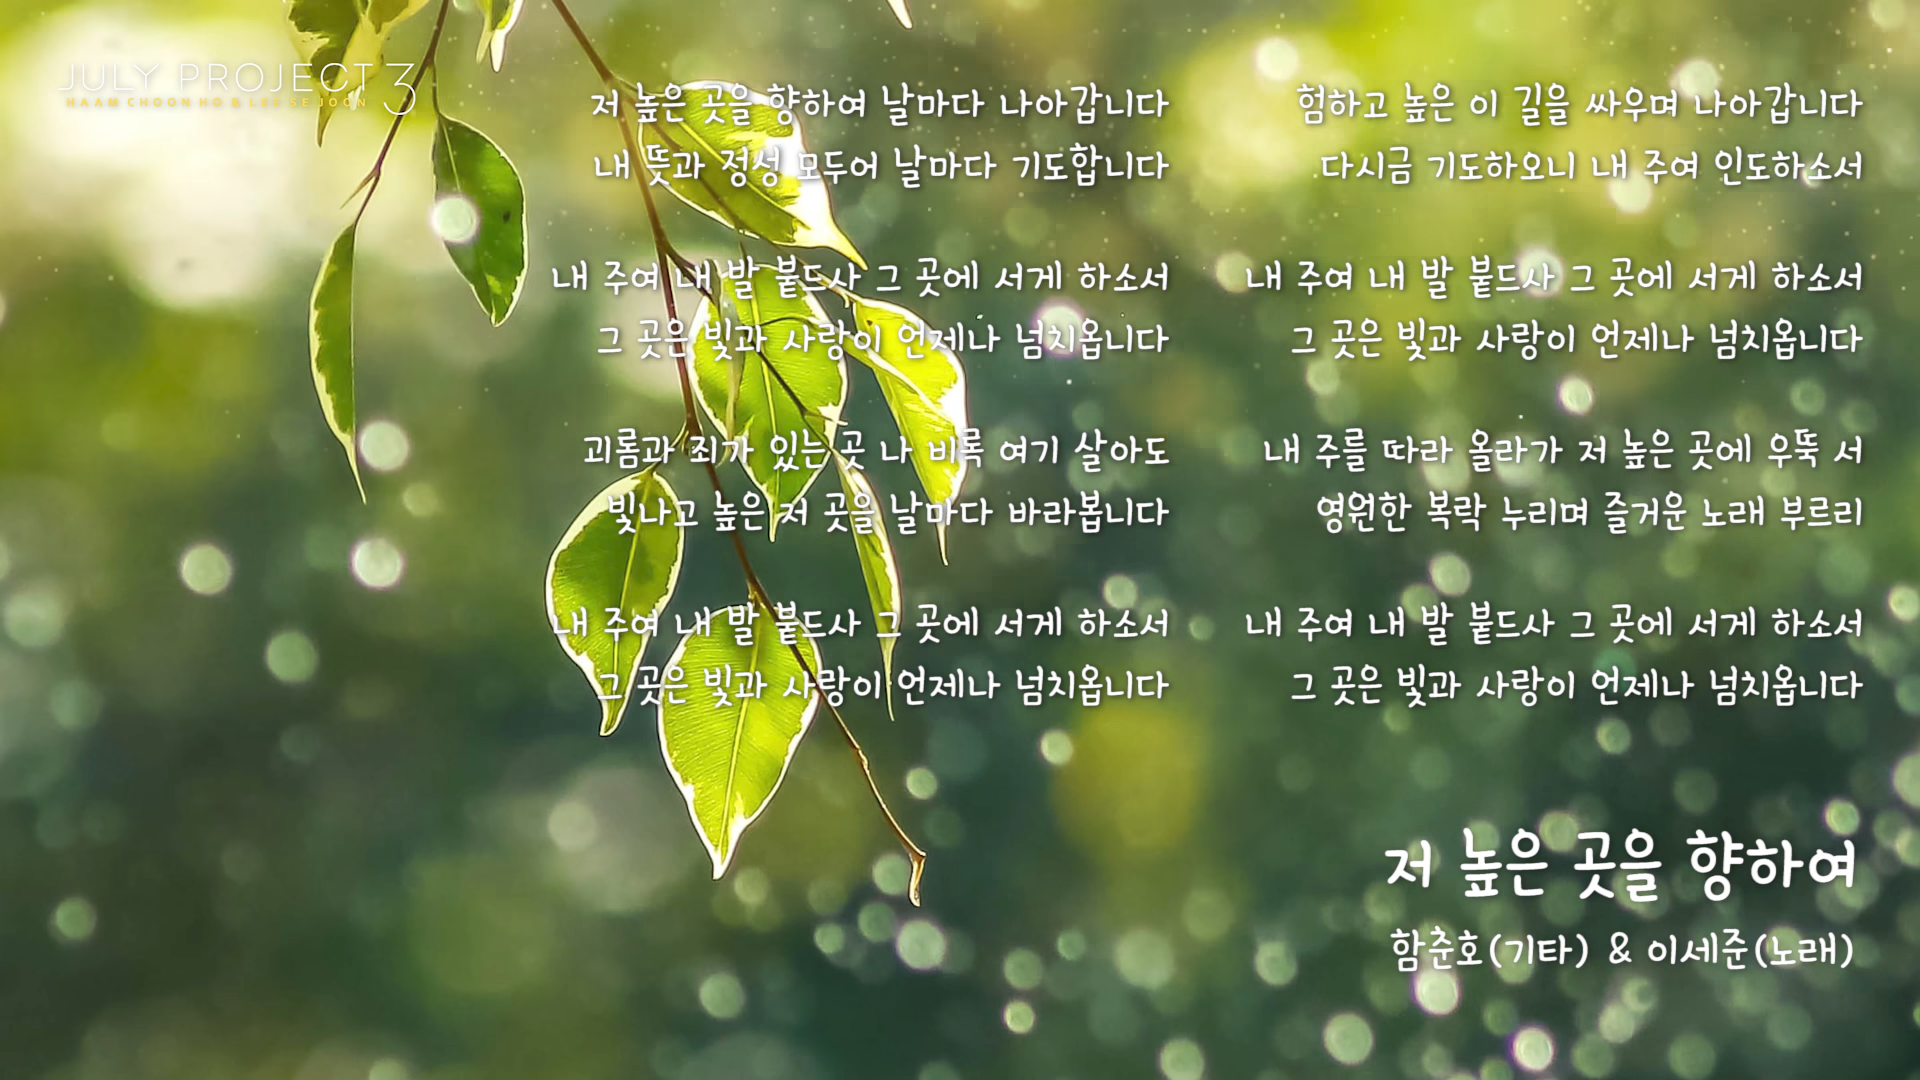 JULY PROJECT 3
HAAM CHOON HO & LEE SE JOON
저 높은 곳을 향하여 날마다 나아갑니다
내 뜻과 정성 모두어 날마다 기도합니다
내 주여 내 발 붙드사 그 곳에 서게 하소서
그 곳은 빛과 사랑이 언제나 넘치옵니다
괴롬과 죄가 있는 곳 나 비록 여기 살아도
빛나고 높은 저 곳을 날마다 바라봅니다
내 주여 내 발 붙드사 그 곳에 서게 하소서
그 곳은 빛과 사랑이 언제나 넘치옵니다
험하고 높은 이 길을 싸우며 나아갑니다
다시금 기도하오니 내 주여 인도하소서
내 주여 내 발 붙드사 그 곳에 서게 하소서
그 곳은 빛과 사랑이 언제나 넘치옵니다
내 주를 따라 올라가 저 높은 곳에 우뚝 서
영원한 복락 누리며 즐거운 노래 부르리
내 주여 내 발 붙드사 그 곳에 서게 하소서
그 곳은 빛과 사랑이 언제나 넘치옵니다
저 높은 곳을 향하여
함춘호(기타) & 이세준(노래)